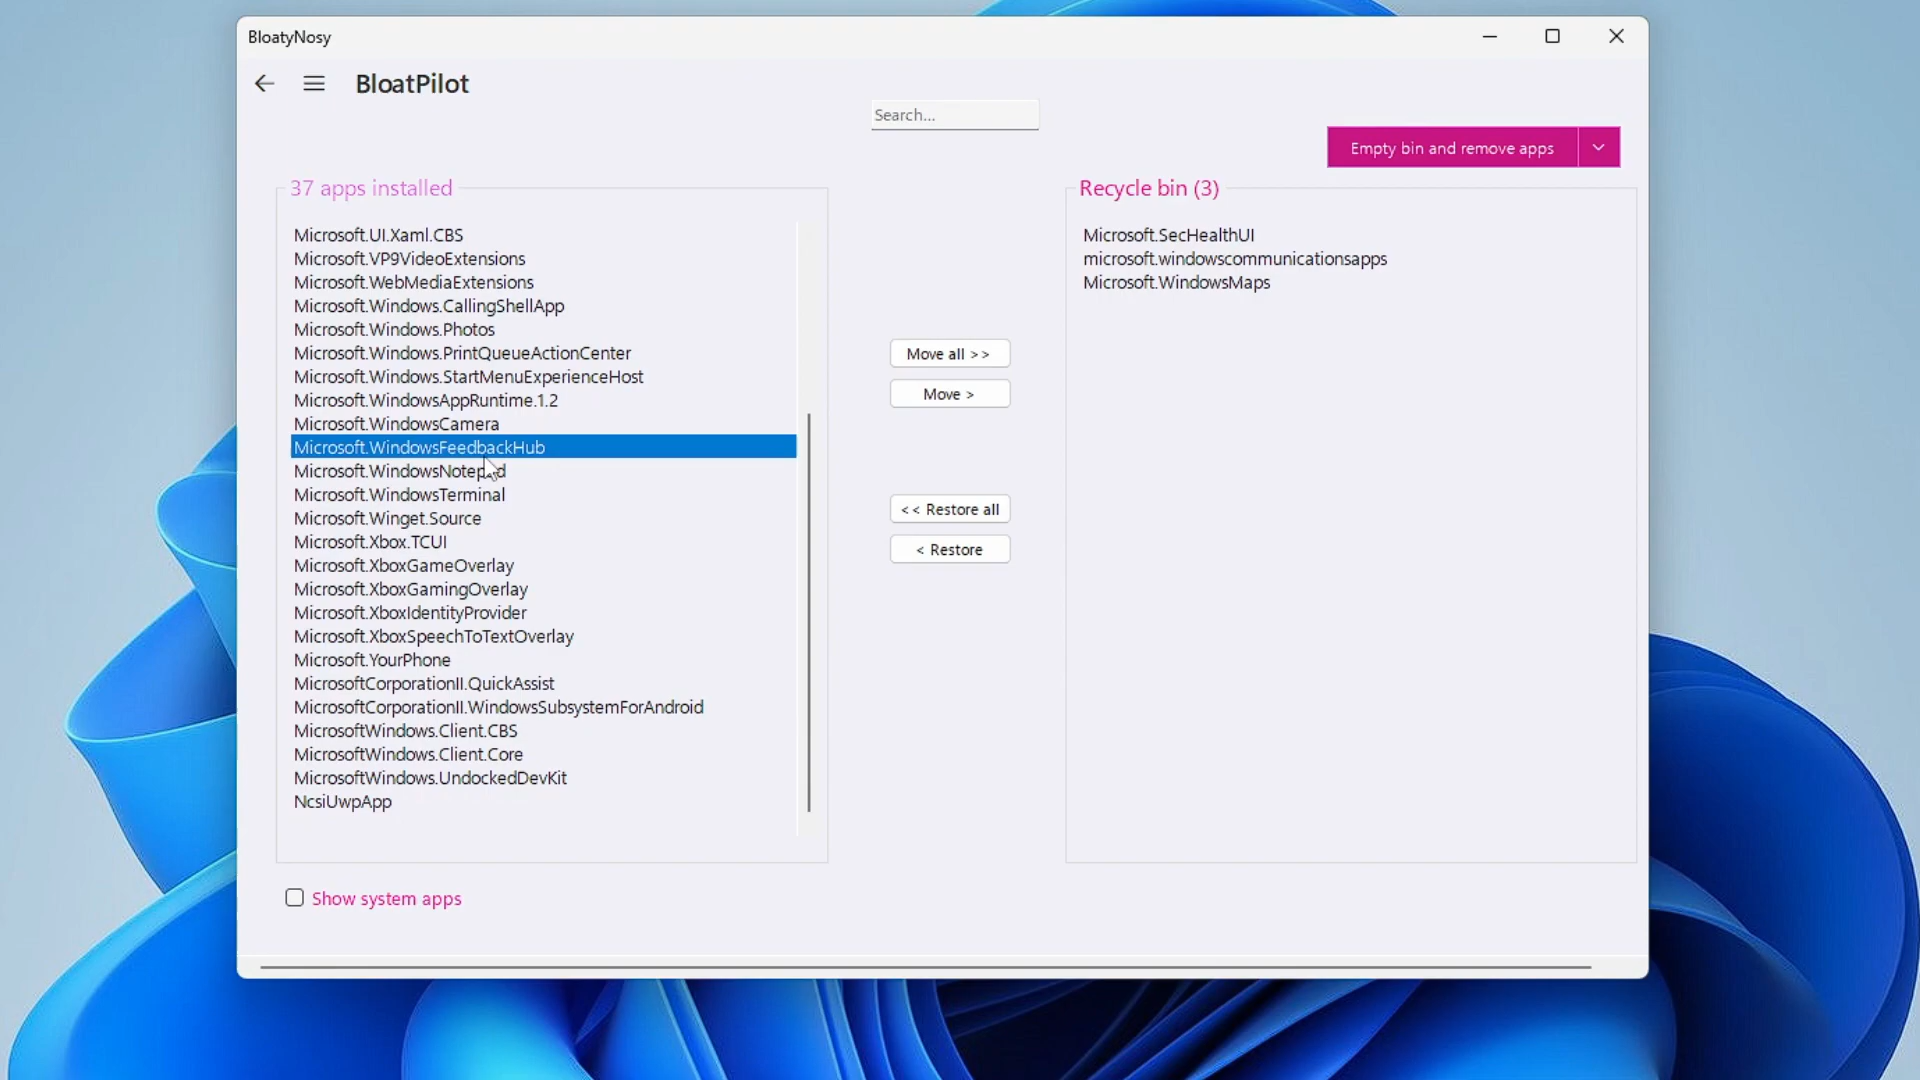 BloatyNosy
BloatPilot
Search...
Empty bin and remove apps
37 apps installed
Microsoft.UI.Xaml.CBS
Microsoft.VP9VideoExtensions
Microsoft.WebMediaExtensions
Microsoft.Windows.CallingShellApp
Microsoft.Windows.Photos
Microsoft.Windows.PrintQueueActionCenter
Microsoft.Windows.StartMenuExperienceHost
Microsoft.WindowsAppRuntime.1.2
Microsoft.WindowsCamera
Microsoft.WindowsFeedbackHub
Microsoft.WindowsNotepad
Microsoft.WindowsTerminal
Microsoft.Winget.Source
Microsoft.Xbox.TCUI
Microsoft.XboxGameOverlay
Microsoft.XboxGamingOverlay
Microsoft.XboxIdentityProvider
Microsoft.XboxSpeechToTextOverlay
Microsoft.YourPhone
MicrosoftCorporationII.QuickAssist
MicrosoftCorporationII.WindowsSubsystemForAndroid
MicrosoftWindows.Client.CBS
MicrosoftWindows.Client.Core
MicrosoftWindows.UndockedDevKit
NcsiUwpApp
Show system apps
Move all >>
Move >
<< Restore all
< Restore
Recycle bin (3)
Microsoft.SecHealthUI
microsoft.windowscommunicationsapps
Microsoft.WindowsMaps